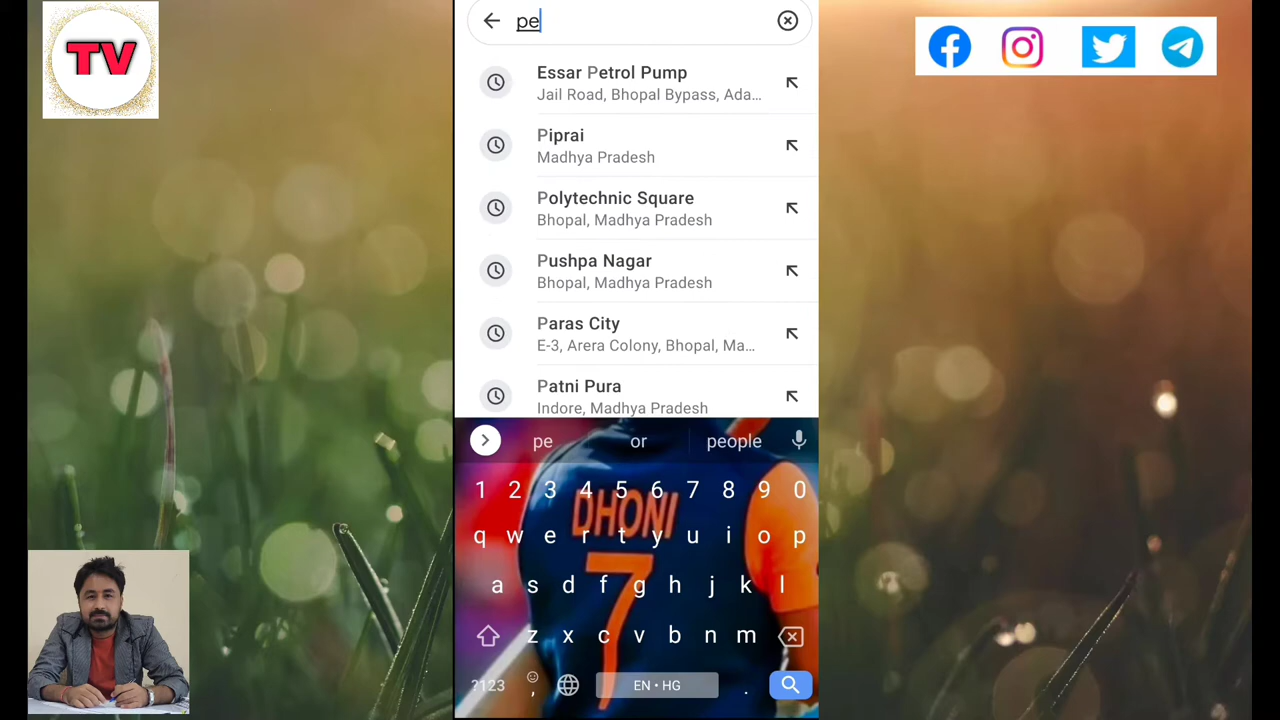 TV
pe
Essar Petrol Pump
Jail Road, Bhopal Bypass, Ada...
Piprai
Madhya Pradesh
Polytechnic Square
Bhopal, Madhya Pradesh
Pushpa Nagar
Bhopal, Madhya Pradesh
Paras City
E-3, Arera Colony, Bhopal, Ma...
Patni Pura
Indore, Madhya Pradesh
pe or people
1 2 3 4 5 6 7 8 9 0
DHONI
q w e r t y u i o p
7
a s d f g h j k l
z x c v b n m
?123 , EN • HG .